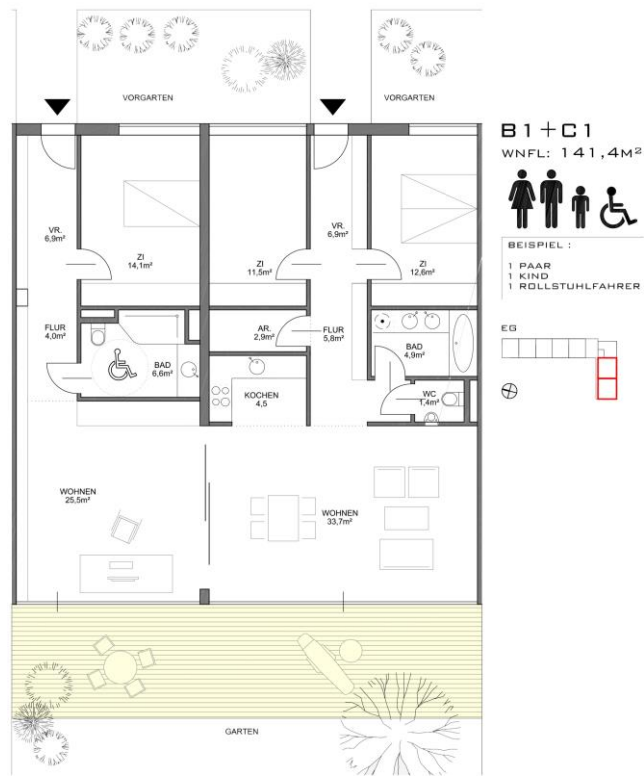 VORGARTEN
VORGARTEN
B1+C1
WNFL: 141,4M²
BEISPIEL :
1 PAAR
1 KIND
1 ROLLSTUHLFAHRER
EG
VR.
6,9m²
ZI
14,1m²
ZI
11,5m²
VR.
6,9m²
ZI
12,6m²
FLUR
4,0m²
BAD
6,6m²
AR.
2,9m²
FLUR
5,8m²
BAD
4,9m²
KOCHEN
4,5
WC
1,4m²
WOHNEN
25,5m²
WOHNEN
33,7m²
GARTEN